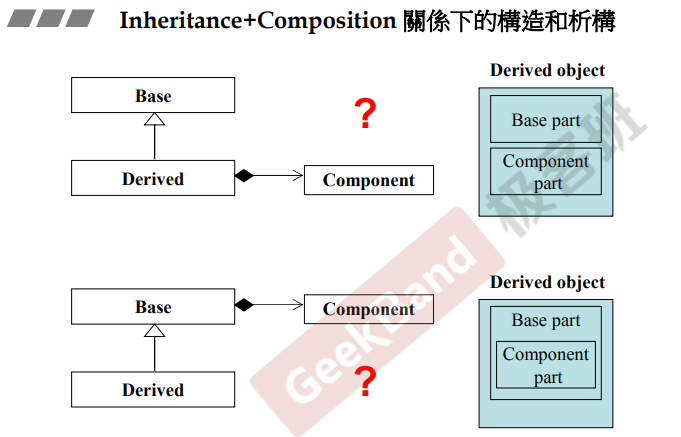 Inheritance+Composition 關係下的構造和析構
Derived object
Base
?
Base part
Component
part
Derived
Component
Derived object
Base
Component
Base part
Component
part
Derived
?
GeekBand 极客班